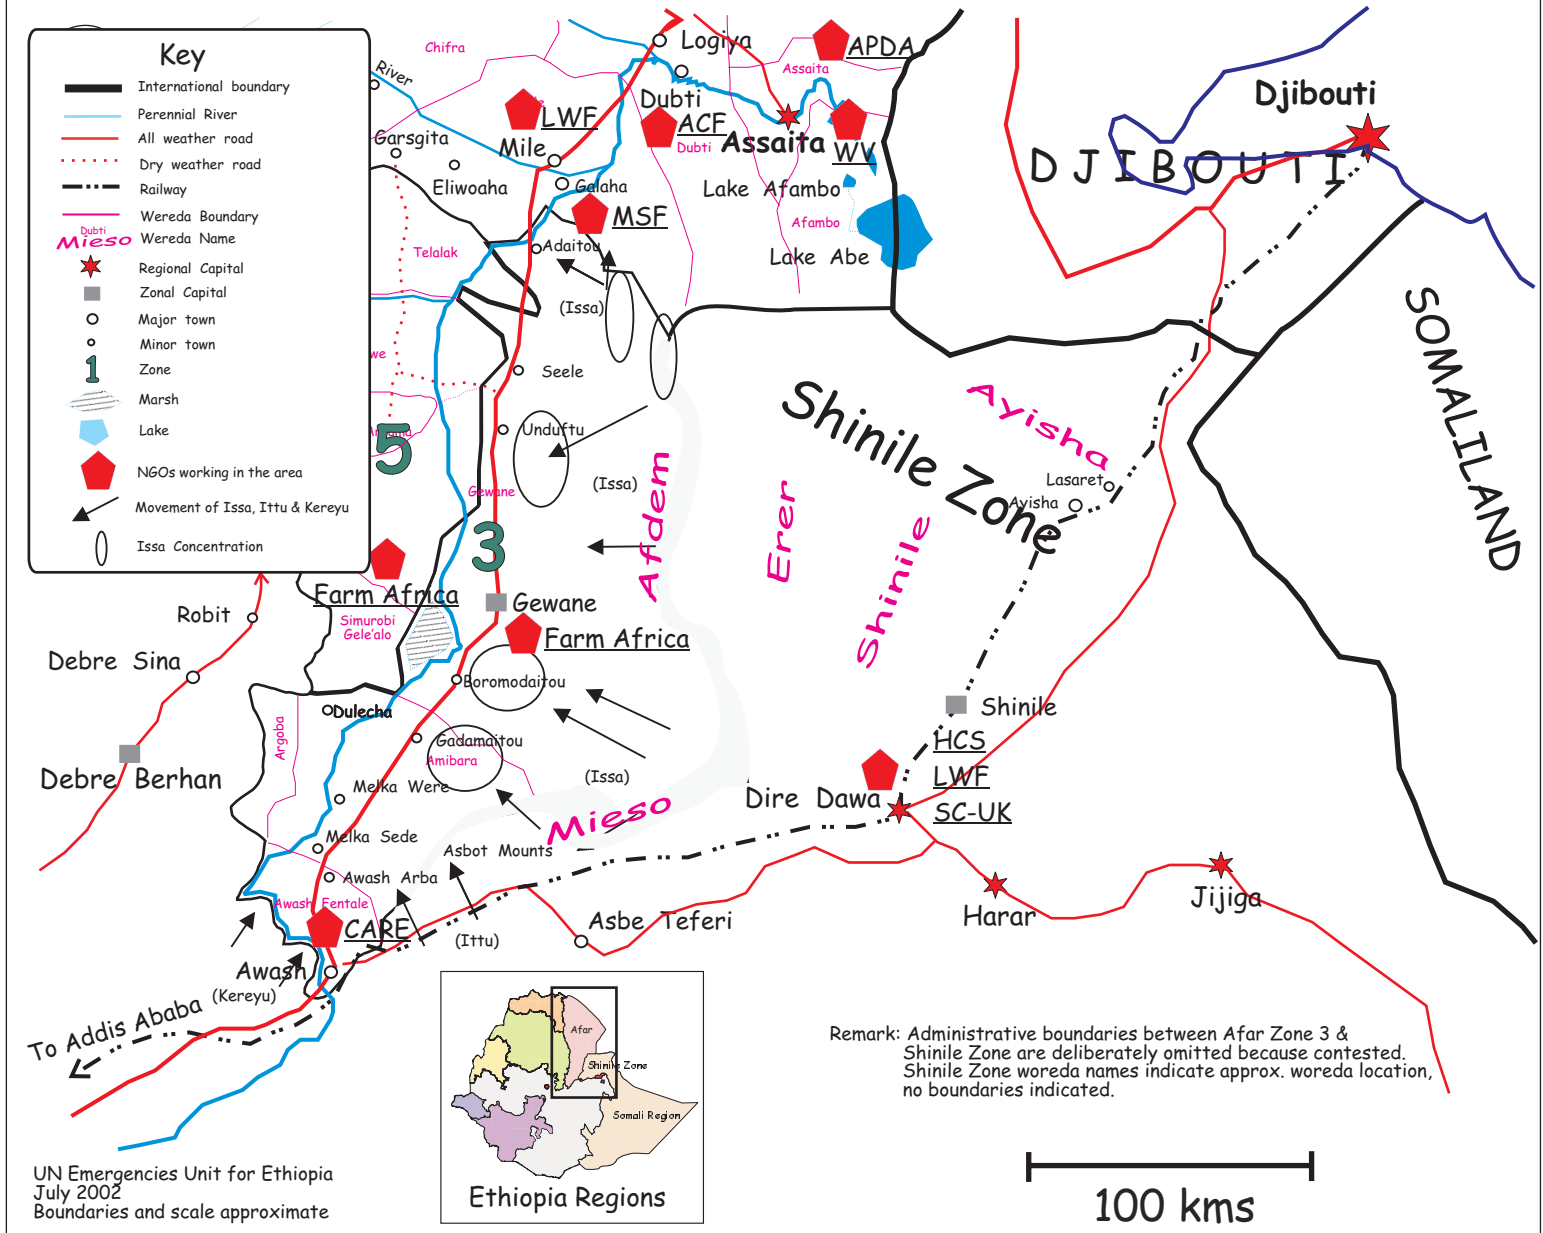 Key
International boundary
Perennial River
All weather road
Dry weather road
Railway
Wereda Boundary
Dubti
Mieso
Wereda Name
Regional Capital
Zonal Capital
Major town
Minor town
1
Zone
Marsh
Lake
NGOs working in the area
Movement of Issa, Ittu & Kereyu
Issa Concentration
Chifra
River
Logiya
APDA
Assaita
Djibouti
Dubti
LWF
ACF
Dubti
Assaita
WV
Garsgita
Mile
Eliwoaha
Galaha
Lake Afambo
DJIBOUTI
MSF
Afambo
Telalak
Adaitou
Lake Abe
(Issa)
SOMALILAND
we
Seele
Shinile Zone
Ayisha
5
Unduftu
Gewane
(Issa)
Afdem
Erer
Shinile
Lasaret
Ayisha
3
Farm Africa
Gewane
Robit
Simurobi
Gele'alo
Farm Africa
Debre Sina
Boromodaitou
Dulecha
Shinile
Argoba
Gadamaitou
Amibara
HCS
LWF
SC-UK
Debre Berhan
Melka Were
(Issa)
Dire Dawa
Mieso
Melka Sede
Asbot Mounts
Awash Arba
Awash Fentale
CARE
(Ittu)
Asbe Teferi
Harar
Jijiga
Awash
(Kereyu)
To Addis Ababa
Afar
Shinile Zone
Somali Region
Ethiopia Regions
Remark: Administrative boundaries between Afar Zone 3 &
Shinile Zone are deliberately omitted because contested.
Shinile Zone woreda names indicate approx. woreda location,
no boundaries indicated.
UN Emergencies Unit for Ethiopia
July 2002
Boundaries and scale approximate
100 kms